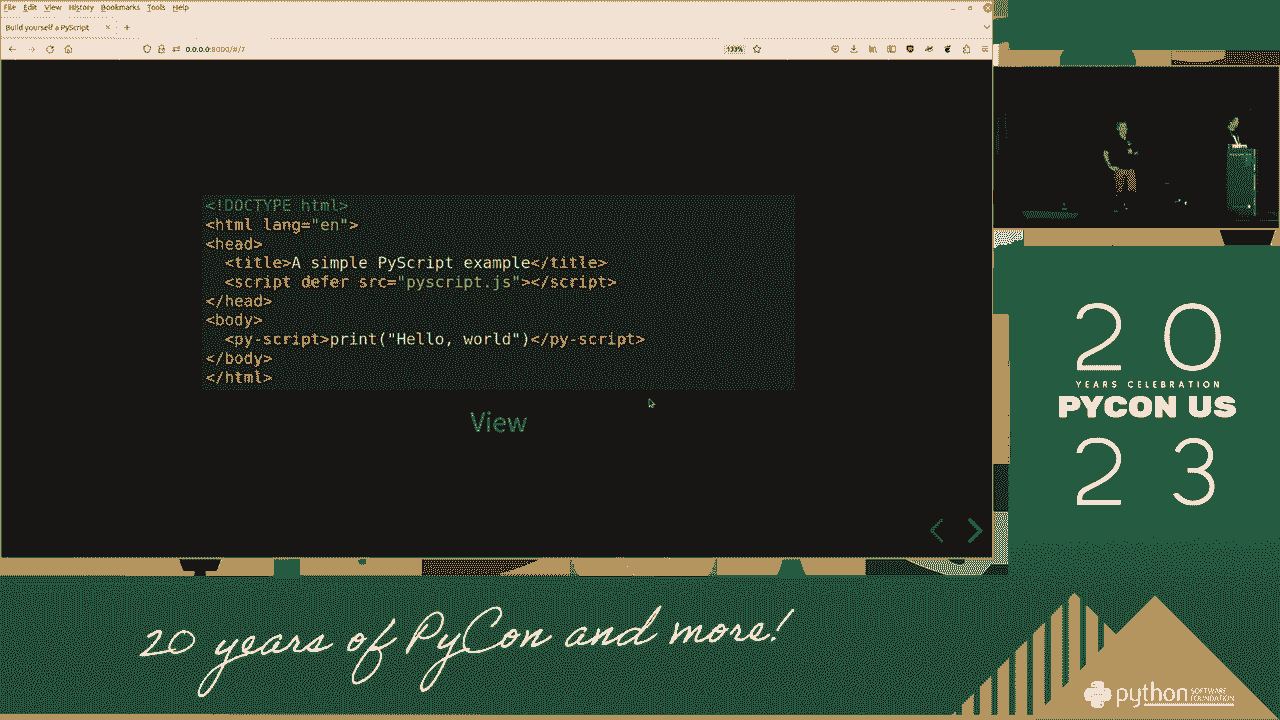 File Edit View History Bookmarks Tools Help
Build yourself a PyScript
0.0.0.0:8000/#/7
133%
<!DOCTYPE html>
<html lang="en">
<head>
  <title>A simple PyScript example</title>
  <script defer src="pyscript.js"></script>
</head>
<body>
  <py-script>print("Hello, world")</py-script>
</body>
</html>
View
20
YEARS CELEBRATION
PYCON US
23
20 years of PyCon and more!
python SOFTWARE
FOUNDATION